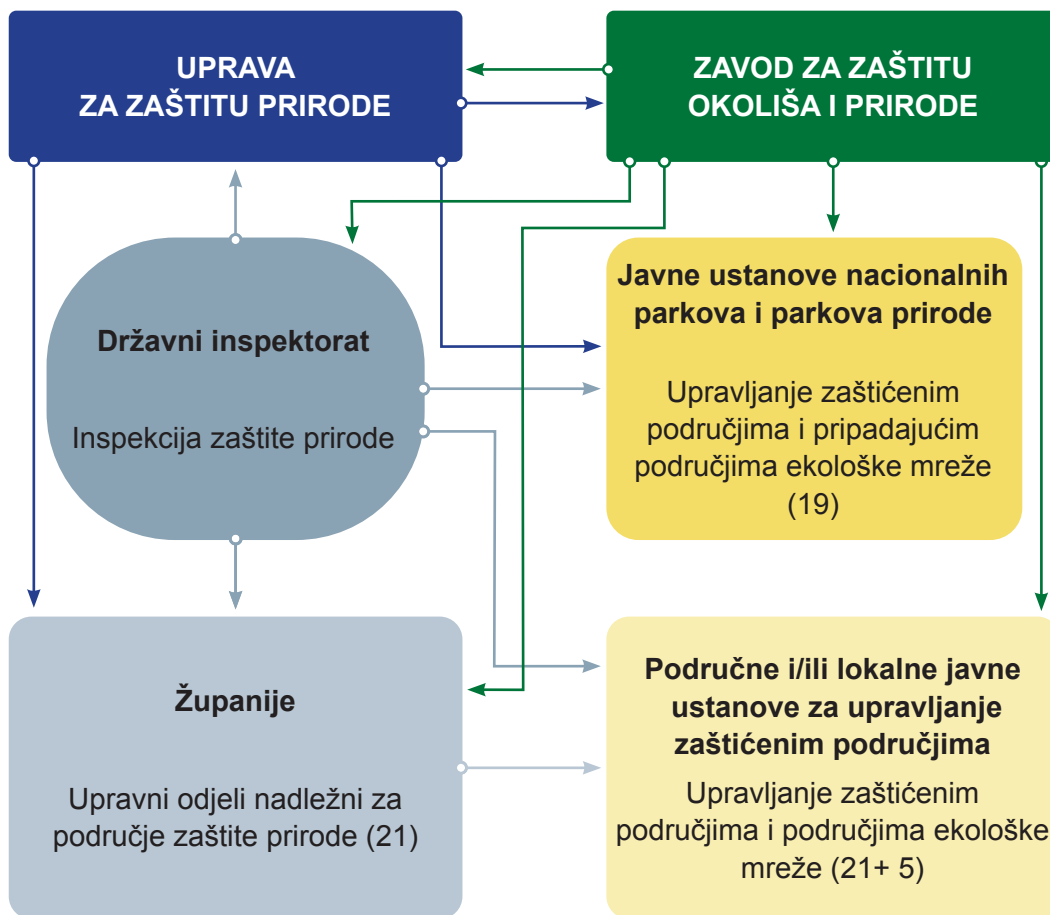 UPRAVA
ZA ZAŠTITU PRIRODE
ZAVOD ZA ZAŠTITU
OKOLIŠA I PRIRODE
Državni inspektorat
Inspekcija zaštite prirode
Javne ustanove nacionalnih
parkova i parkova prirode
Upravljanje zaštićenim
područjima i pripadajućim
područjima ekološke mreže
(19)
Županije
Upravni odjeli nadležni za
područje zaštite prirode (21)
Područne i/ili lokalne javne
ustanove za upravljanje
zaštićenim područjima
Upravljanje zaštićenim
područjima i područjima ekološke
mreže (21+ 5)